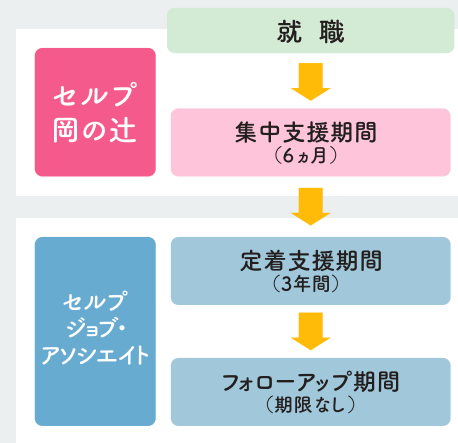 就職
セルプ
岡の辻
集中支援期間
（6ヵ月）
セルプ
ジョブ・
アソシエイト
定着支援期間
（3年間）
フォローアップ期間
（期限なし）